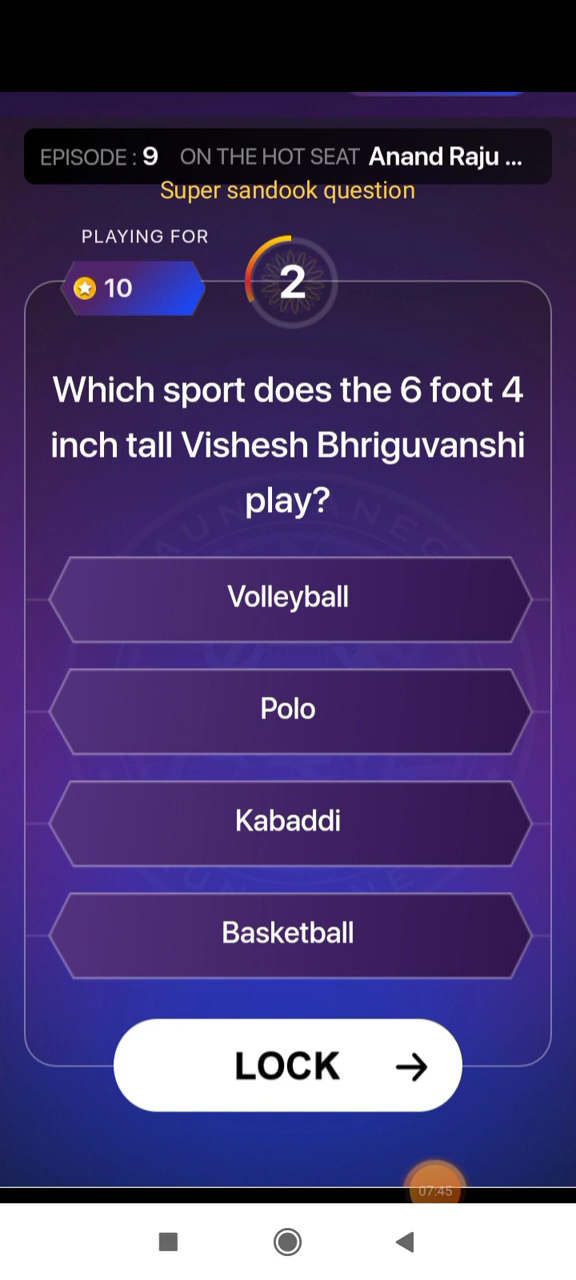 EPISODE : 9 ON THE HOT SEAT Anand Raju ...
Super sandook question
PLAYING FOR
10
2
Which sport does the 6 foot 4
inch tall Vishesh Bhriguvanshi
play?
Volleyball
Polo
Kabaddi
Basketball
LOCK
07:45